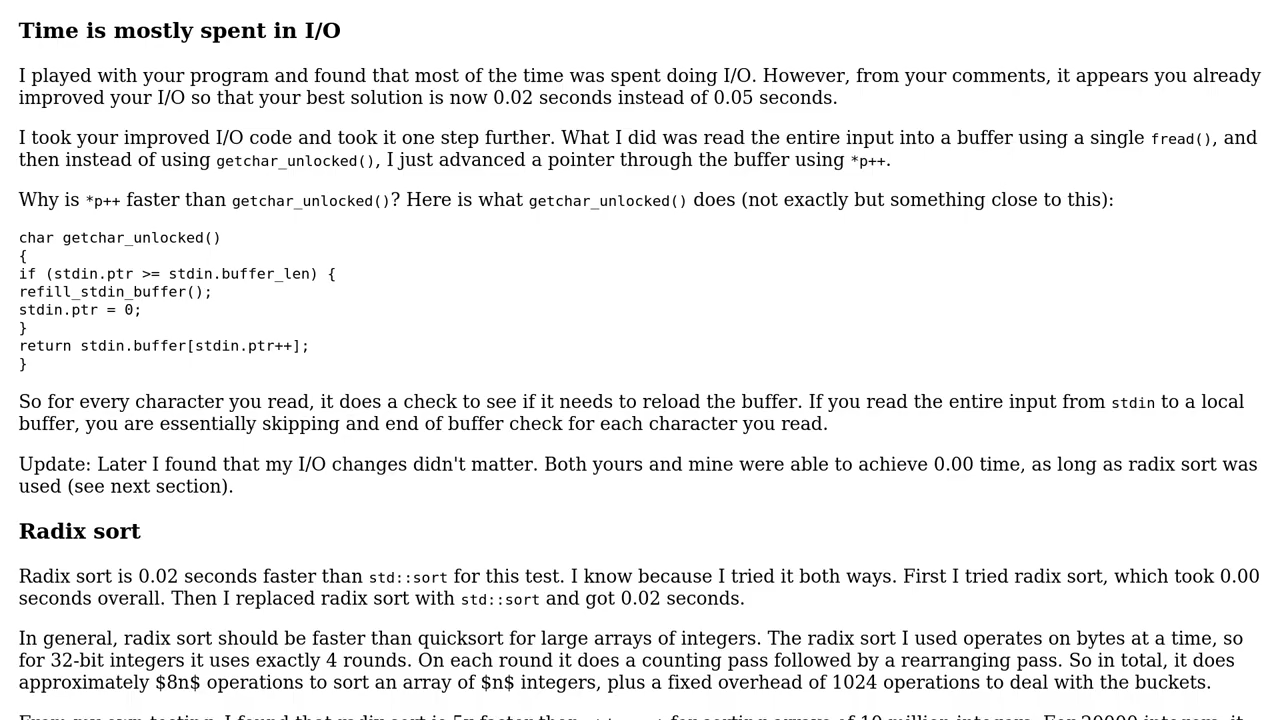 Time is mostly spent in I/O
I played with your program and found that most of the time was spent doing I/O. However, from your comments, it appears you already
improved your I/O so that your best solution is now 0.02 seconds instead of 0.05 seconds.
I took your improved I/O code and took it one step further. What I did was read the entire input into a buffer using a single fread(), and
then instead of using getchar_unlocked(), I just advanced a pointer through the buffer using *p++.
Why is *p++ faster than getchar_unlocked()? Here is what getchar_unlocked() does (not exactly but something close to this):
char getchar_unlocked()
{
if (stdin.ptr >= stdin.buffer_len) {
refill_stdin_buffer();
stdin.ptr = 0;
}
return stdin.buffer[stdin.ptr++];
}
So for every character you read, it does a check to see if it needs to reload the buffer. If you read the entire input from stdin to a local
buffer, you are essentially skipping and end of buffer check for each character you read.
Update: Later I found that my I/O changes didn't matter. Both yours and mine were able to achieve 0.00 time, as long as radix sort was
used (see next section).
Radix sort
Radix sort is 0.02 seconds faster than std::sort for this test. I know because I tried it both ways. First I tried radix sort, which took 0.00
seconds overall. Then I replaced radix sort with std::sort and got 0.02 seconds.
In general, radix sort should be faster than quicksort for large arrays of integers. The radix sort I used operates on bytes at a time, so
for 32-bit integers it uses exactly 4 rounds. On each round it does a counting pass followed by a rearranging pass. So in total, it does
approximately $8n$ operations to sort an array of $n$ integers, plus a fixed overhead of 1024 operations to deal with the buckets.